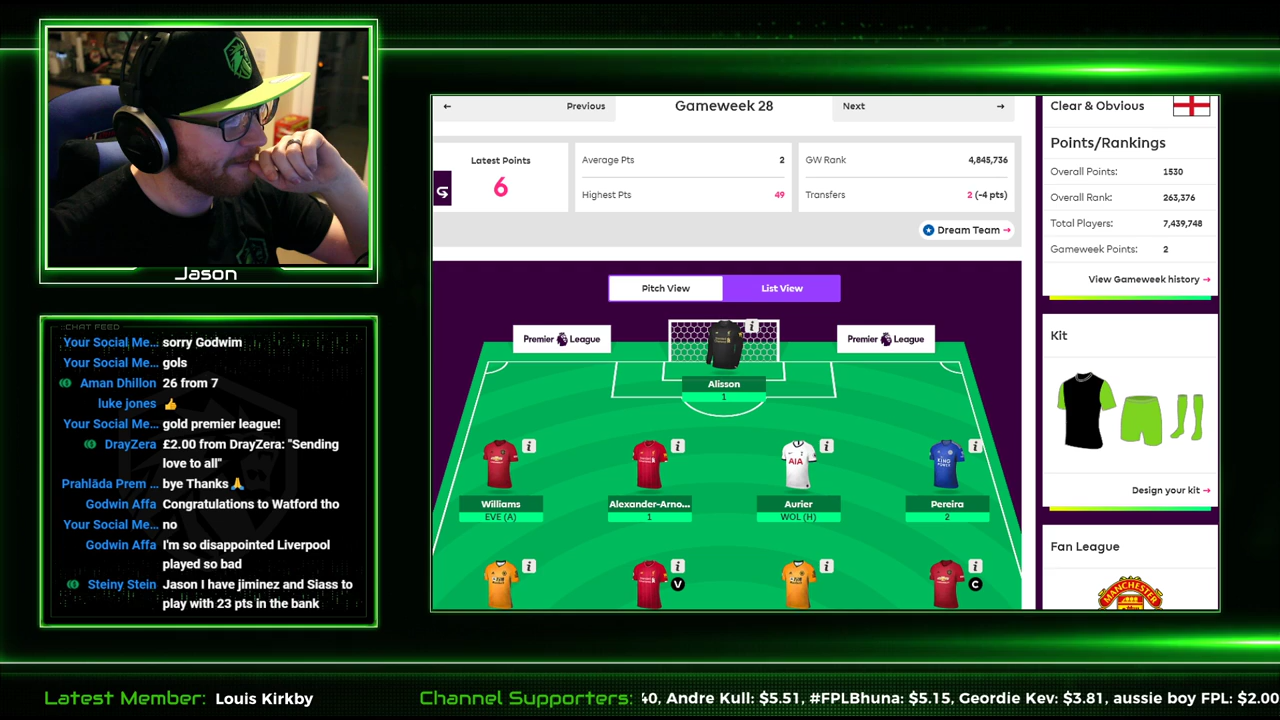 Jason
CHAT FEED
Your Social Me... sorry Godwim
Your Social Me... gols
Aman Dhillon 26 from 7
luke jones 👍
Your Social Me... gold premier league!
DrayZera £2.00 from DrayZera: "Sending
love to all"
Prahlāda Prem ... bye Thanks🙏
Godwin Affa Congratulations to Watford tho
Your Social Me... no
Godwin Affa I'm so disappointed Liverpool
played so bad
Steiny Stein Jason I have jiminez and Siass to
play with 23 pts in the bank
← Previous
Gameweek 28
Next →
Latest Points
6
Average Pts 2
Highest Pts 49
GW Rank 4,845,736
Transfers 2 (-4 pts)
Dream Team →
Pitch View
List View
Premier League
Premier League
Alisson
1
Williams
EVE (A)
Alexander-Arno...
1
AIA
Aurier
WOL (H)
KING POWER
Pereira
2
V
C
Clear & Obvious
Points/Rankings
Overall Points: 1530
Overall Rank: 263,376
Total Players: 7,439,748
Gameweek Points: 2
View Gameweek history →
Kit
Design your kit →
Fan League
MANCHESTER
Latest Member: Louis Kirkby
Channel Supporters: 40, Andre Kull: $5.51, #FPLBhuna: $5.15, Geordie Kev: $3.81, aussie boy FPL: $2.00